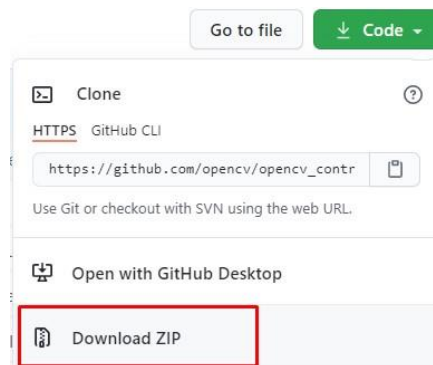 Go to file
Code
Clone
HTTPS GitHub CLI
https://github.com/opencv/opencv_contr
Use Git or checkout with SVN using the web URL.
Open with GitHub Desktop
Download ZIP